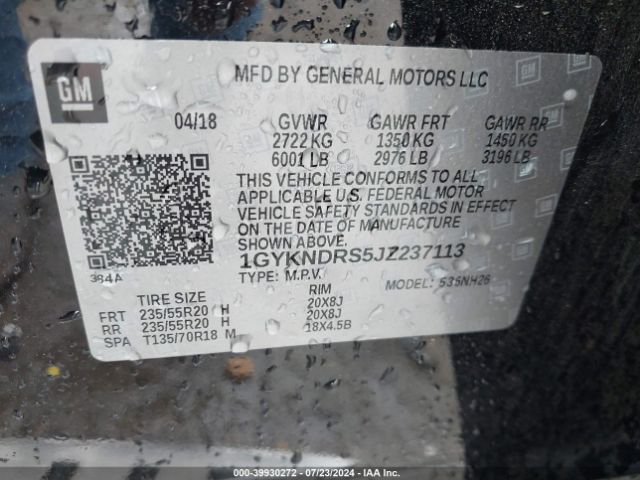 GM
MFD BY GENERAL MOTORS LLC
04/18 GVWR GAWR FRT GAWR RR
2722 KG 1350 KG 1450 KG
6001 LB 2976 LB 3196 LB
THIS VEHICLE CONFORMS TO ALL
APPLICABLE U.S. FEDERAL MOTOR
VEHICLE SAFETY STANDARDS IN EFFECT
ON THE DATE OF MANUFACTURE
SHOWN ABOVE.
1GYKNDRS5JZ237113
384A TYPE: M.P.V. MODEL: 535NH26
TIRE SIZE RIM
FRT 235/55R20 H 20X8J
RR 235/55R20 H 20X8J
SPA T135/70R18 M 18X4.5B
000-39930272 / 07/23/2024 - IAA Inc.